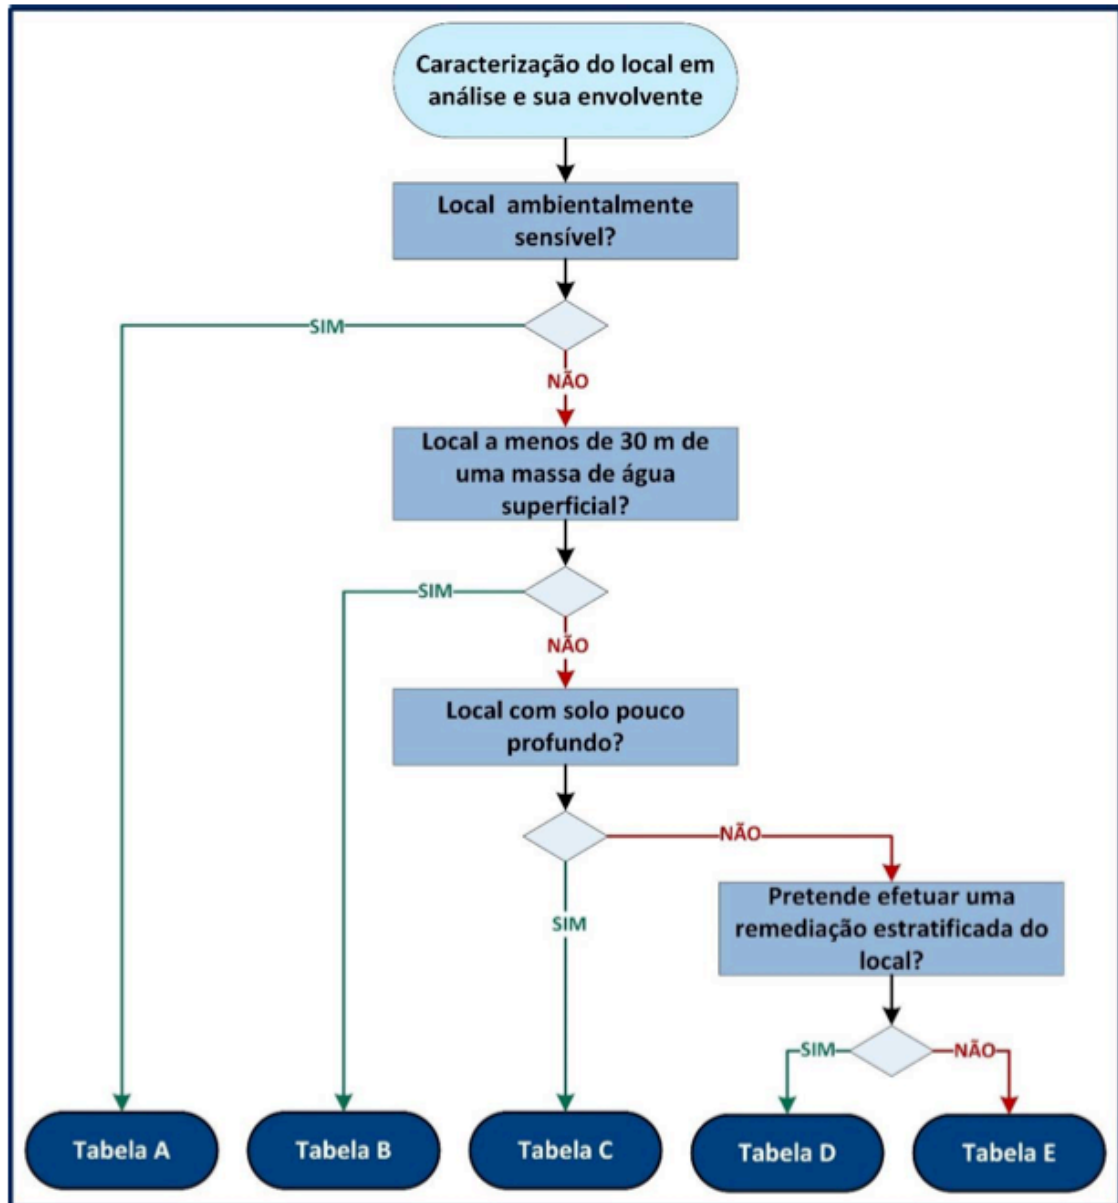 Caracterização do local em
análise e sua envolvente
Local ambientalmente
sensível?
SIM
NÃO
Local a menos de 30 m de
uma massa de água
superficial?
SIM
NÃO
Local com solo pouco
profundo?
NÃO
SIM
Pretende efetuar uma
remediação estratificada do
local?
SIM
NÃO
Tabela A
Tabela B
Tabela C
Tabela D
Tabela E